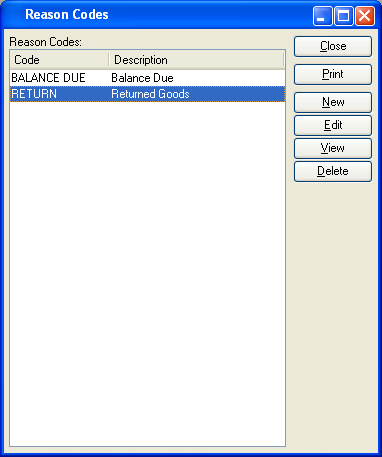 Reason Codes
Reason Codes:
Code Description
BALANCE DUE Balance Due
RETURN Returned Goods
Close
Print
New
Edit
View
Delete